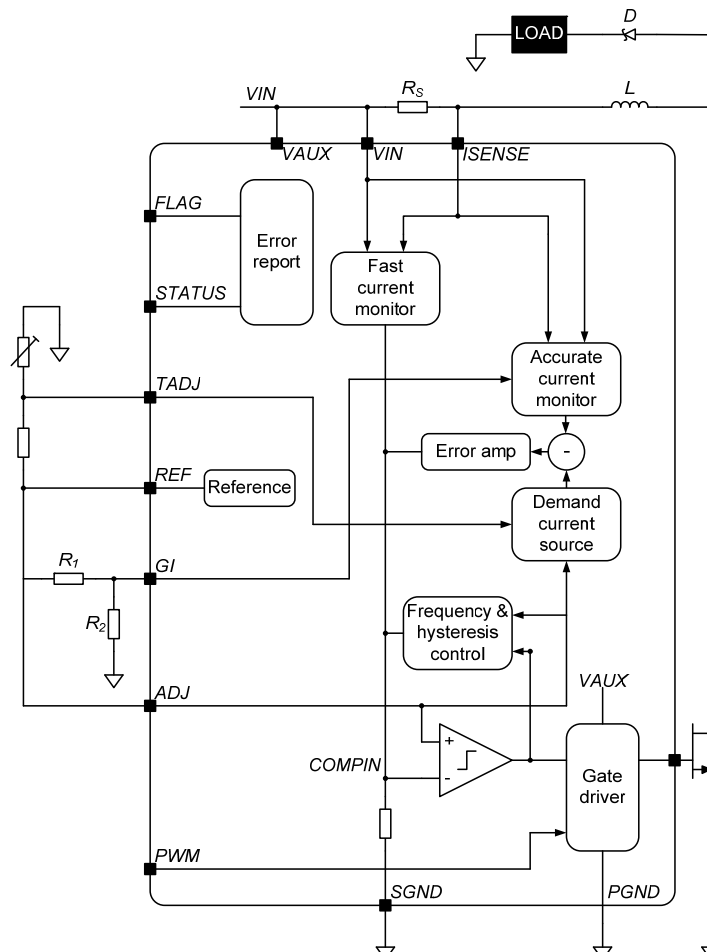 LOAD
D
VIN
RS
L
VAUX
VIN
ISENSE
FLAG
Error
report
Fast
current
monitor
STATUS
Accurate
current
monitor
TADJ
Error amp
-
REF
Reference
Demand
current
source
R1
GI
R2
Frequency &
hysteresis
control
ADJ
VAUX
+
COMPIN
-
Gate
driver
PWM
SGND
PGND